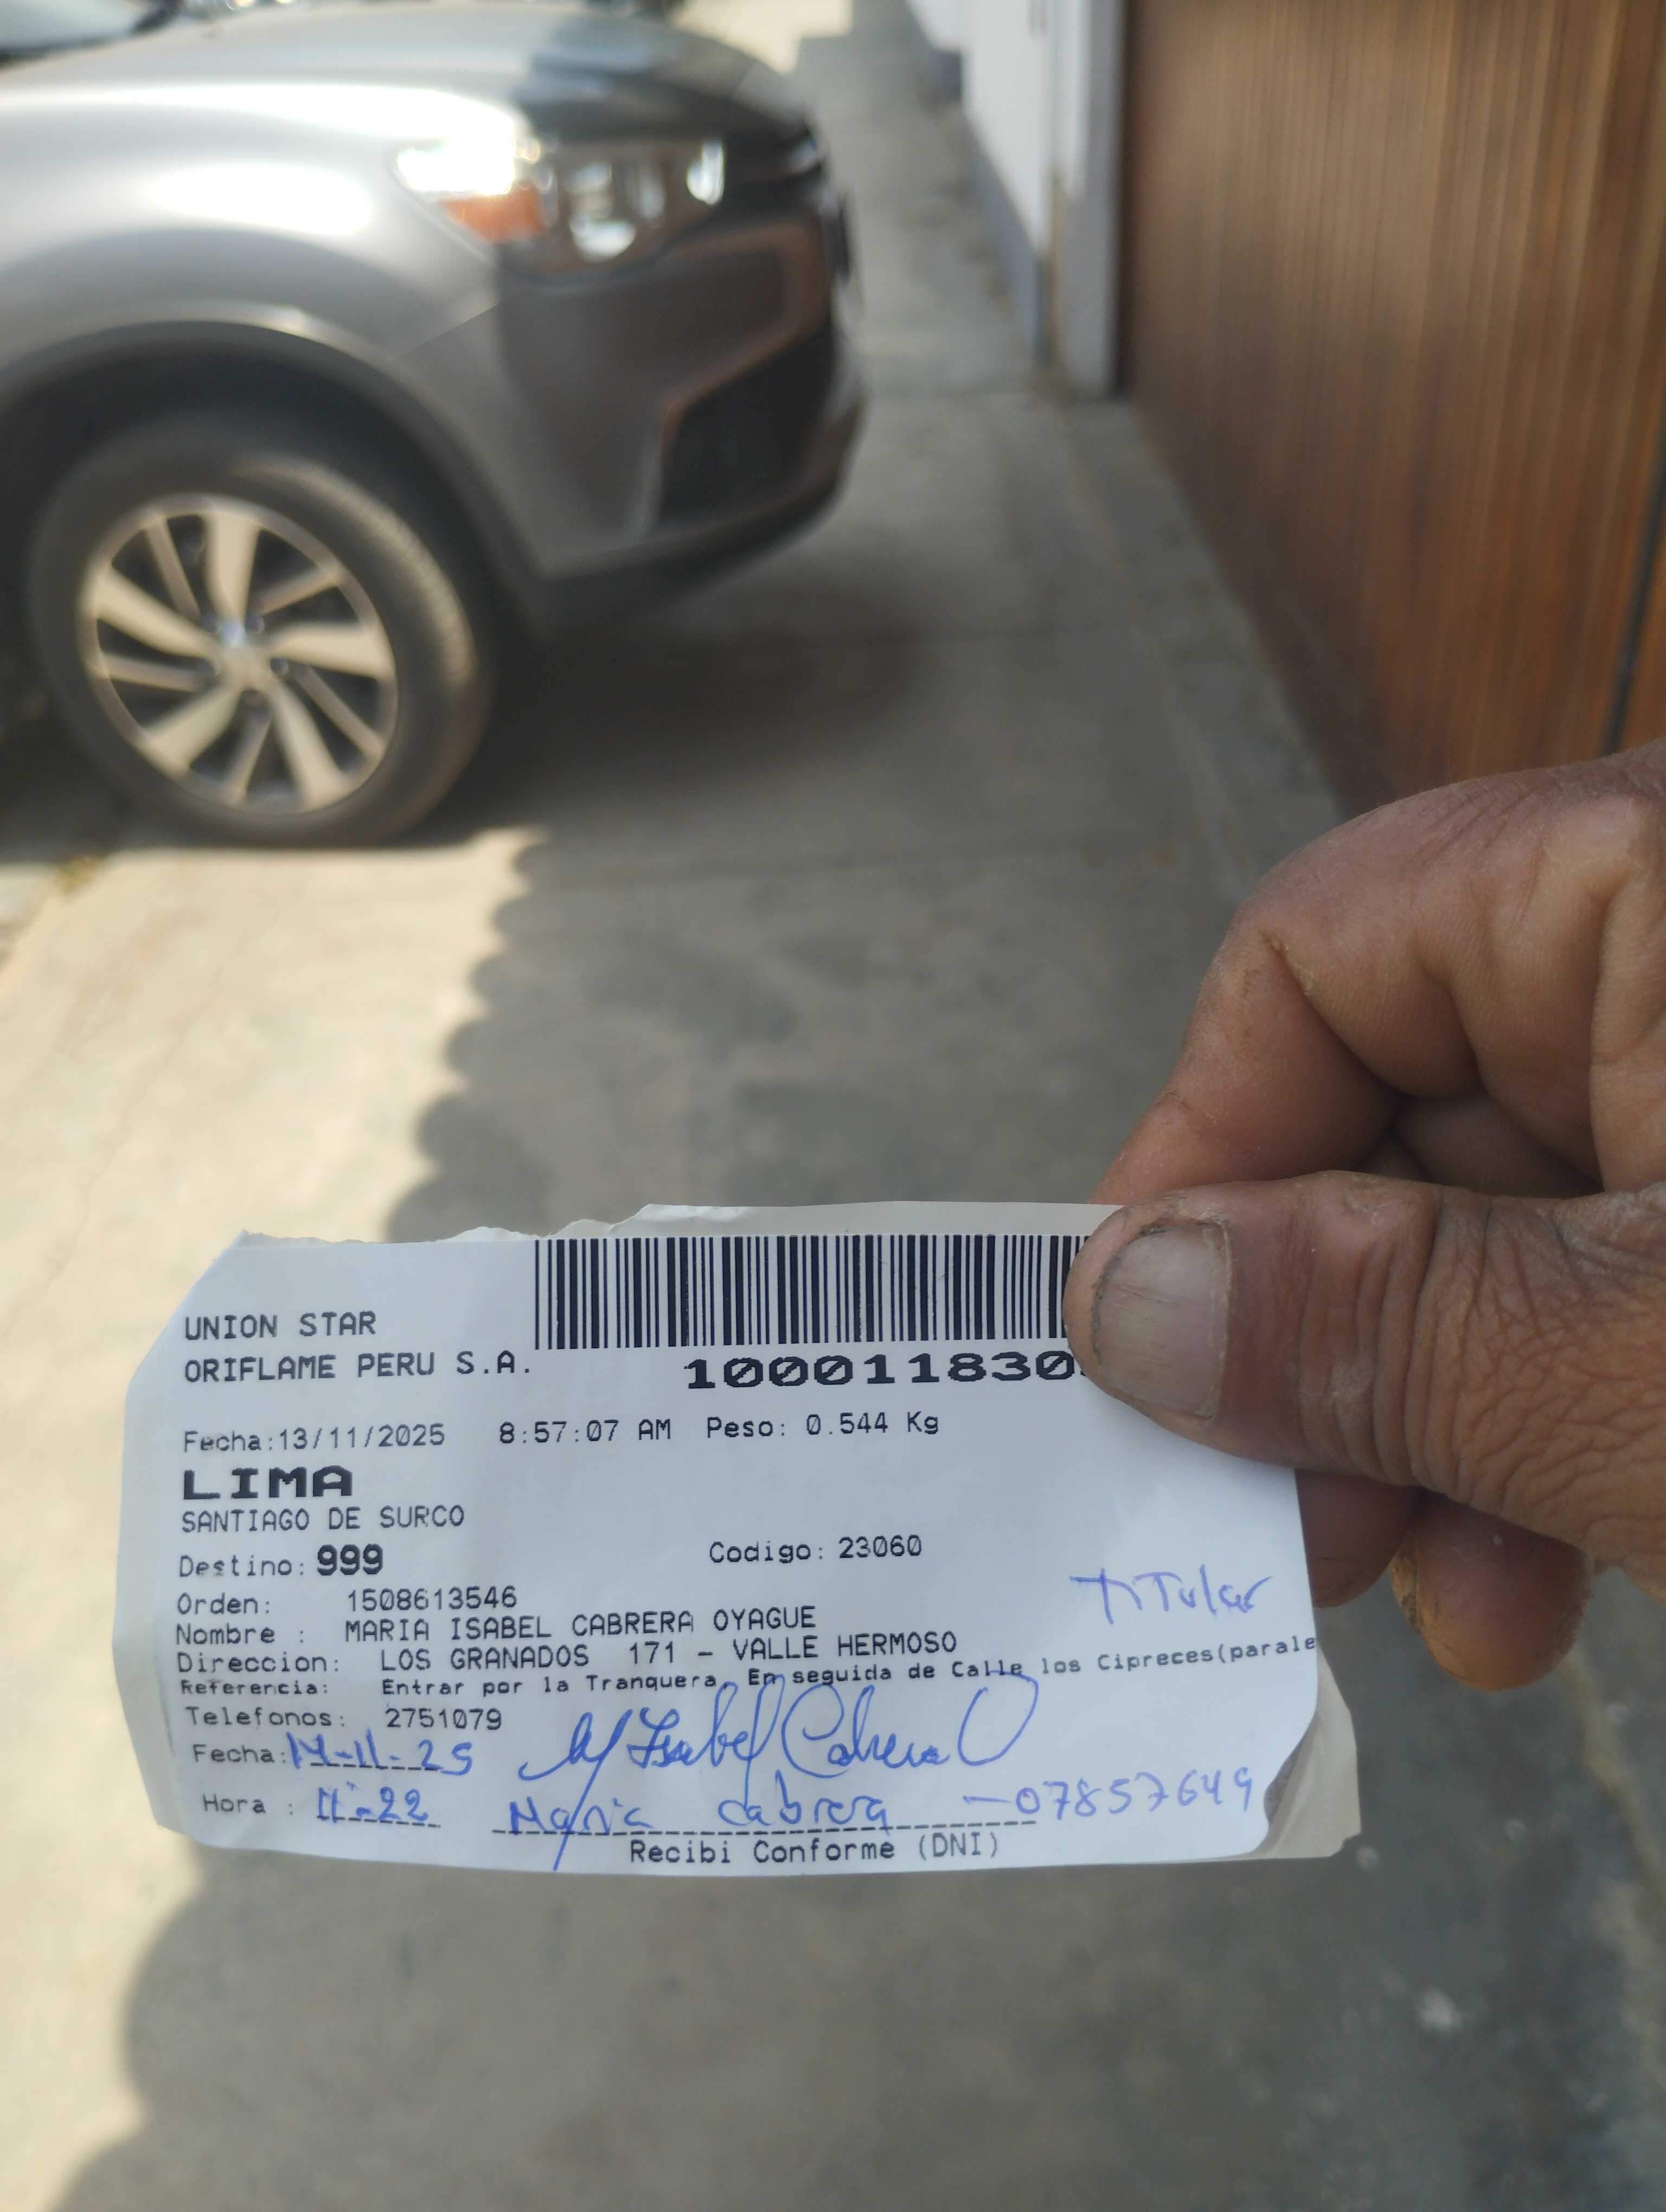 UNION STAR
ORIFLAME PERU S.A.
100011830
Fecha:13/11/2025 8:57:07 AM Peso: 0.544 Kg
LIMA
SANTIAGO DE SURCO
Destino: 999 Codigo: 23060
Orden: 1508613546
TiTular
Nombre : MARIA ISABEL CABRERA OYAGUE
Direccion: LOS GRANADOS 171 - VALLE HERMOSO
Referencia: Entrar por la Tranquera, En seguida de Calle los Cipreces(parale
Telefonos: 2751079
Fecha: 14-11-25 M Isabel Cabrera O
Hora : 11-22 Maria Cabrera - 07857649
Recibi Conforme (DNI)